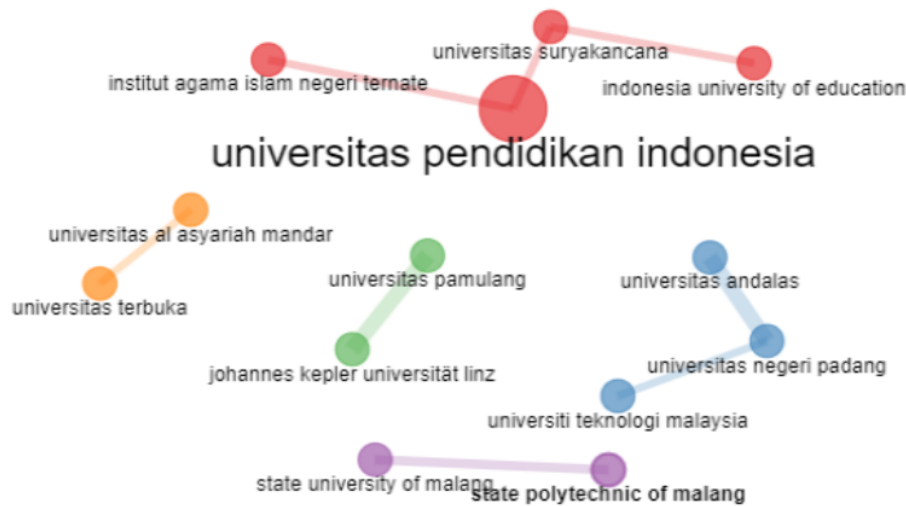 universitas suryakancana
institut agama islam negeri ternate
indonesia university of education
universitas pendidikan indonesia
universitas al asyariah mandar
universitas terbuka
universitas pamulang
universitas andalas
johannes kepler universität linz
universitas negeri padang
universiti teknologi malaysia
state university of malang
state polytechnic of malang